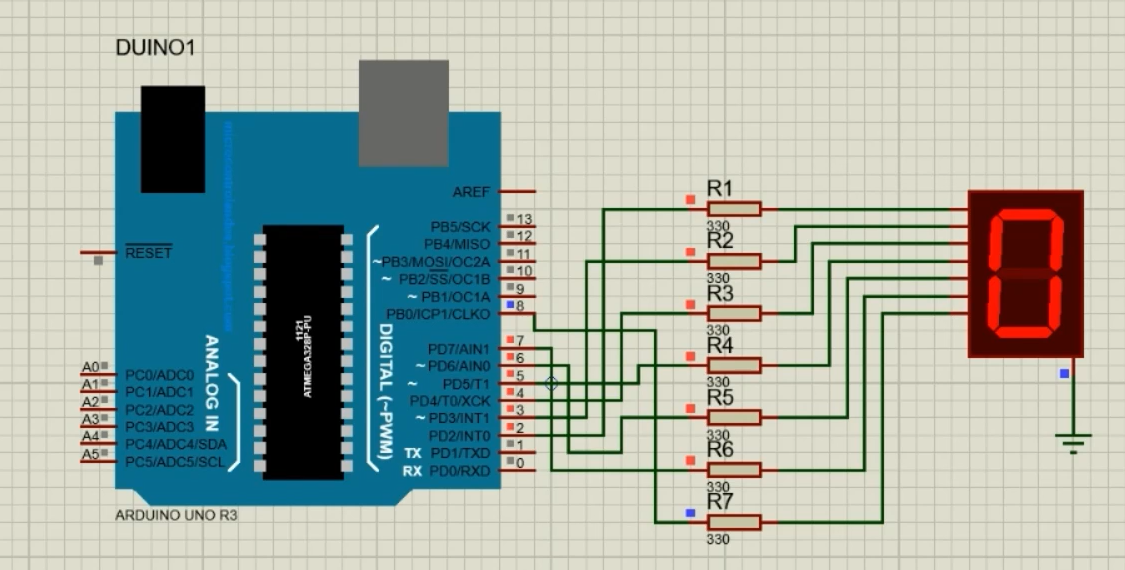 DUINO1
AREF
PB5/SCK
13
PB4/MISO
12
~PB3/MOSI/OC2A
11
~ PB2/SS/OC1B
10
~ PB1/OC1A
9
PB0/ICP1/CLKO
8
PD7/AIN1
7
~ PD6/AIN0
6
~ PD5/T1
5
PD4/T0/XCK
4
~ PD3/INT1
3
PD2/INT0
2
TX PD1/TXD
1
RX PD0/RXD
0
RESET
ANALOG IN
DIGITAL (~PWM)
1121
ATMEGA328P-PU
A0
PC0/ADC0
A1
PC1/ADC1
A2
PC2/ADC2
A3
PC3/ADC3
A4
PC4/ADC4/SDA
A5
PC5/ADC5/SCL
ARDUINO UNO R3
R1
330
R2
330
R3
330
R4
330
R5
330
R6
330
R7
330
0